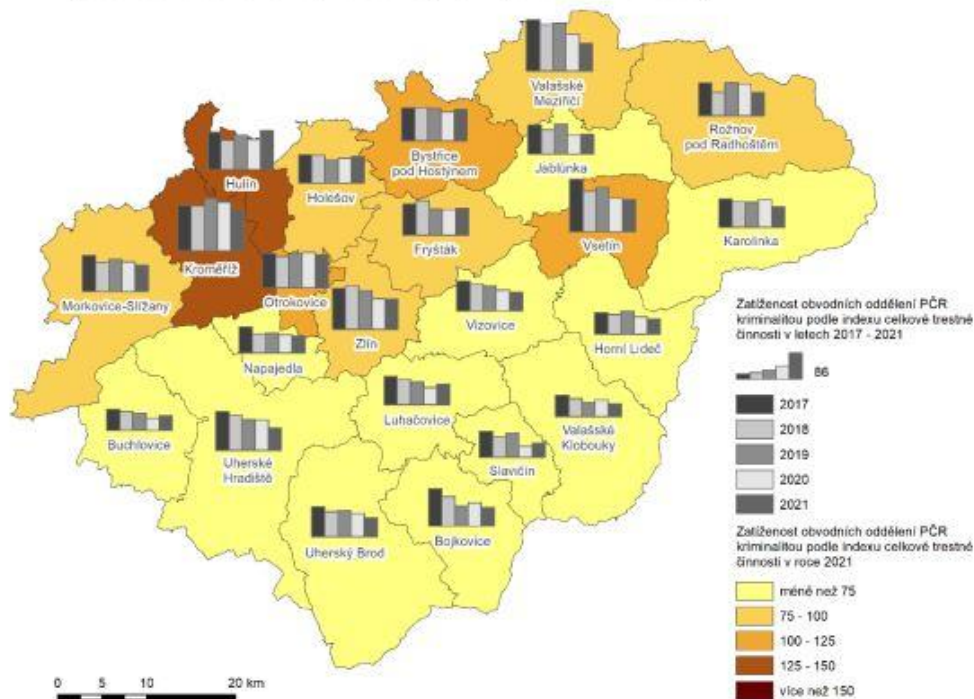 Valašské
Meziříčí
Rožnov
pod Radhoštěm
Bystřice
pod Hostýnem
Jablůnka
Hulín
Holešov
Fryšták
Vsetín
Karolinka
Kroměříž
Morkovice-Slížany
Otrokovice
Zlín
Vizovice
Horní Lideč
Napajedla
Luhačovice
Valašské
Klobouky
Buchlovice
Uherské
Hradiště
Slavičín
Uherský Brod
Bojkovice
Zatíženost obvodních oddělení PČR
kriminalitou podle indexu celkové trestné
činnosti v letech 2017 - 2021
86
2017
2018
2019
2020
2021
Zatíženost obvodních oddělení PČR
kriminalitou podle indexu celkové trestné
činnosti v roce 2021
méně než 75
75 - 100
100 - 125
125 - 150
více než 150
0 5 10 20 km